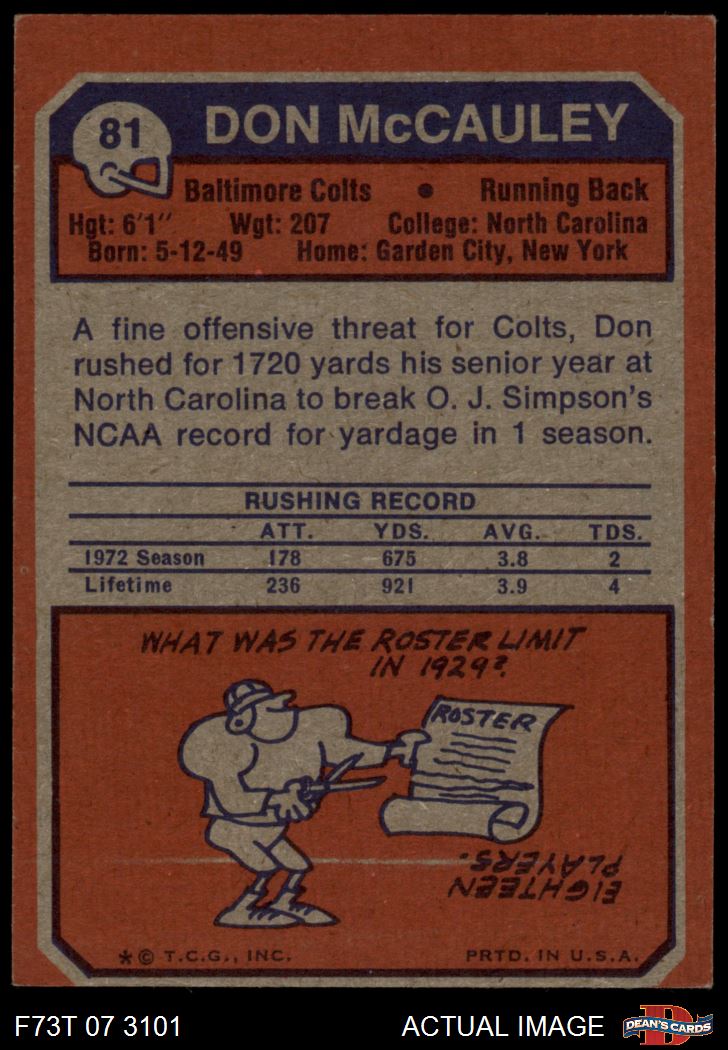 81
DON McCAULEY
Baltimore Colts • Running Back
Hgt: 6'1" Wgt: 207 College: North Carolina
Born: 5-12-49 Home: Garden City, New York
A fine offensive threat for Colts, Don
rushed for 1720 yards his senior year at
North Carolina to break O. J. Simpson's
NCAA record for yardage in 1 season.
RUSHING RECORD
ATT. YDS. AVG. TDS.
1972 Season 178 675 3.8 2
Lifetime 236 921 3.9 4
WHAT WAS THE ROSTER LIMIT
IN 1929?
ROSTER
EIGHTEEN
PLAYERS.
* © T.C.G., INC. PRTD. IN U.S.A.
F73T 07 3101 ACTUAL IMAGE
D
DEAN'S CARDS